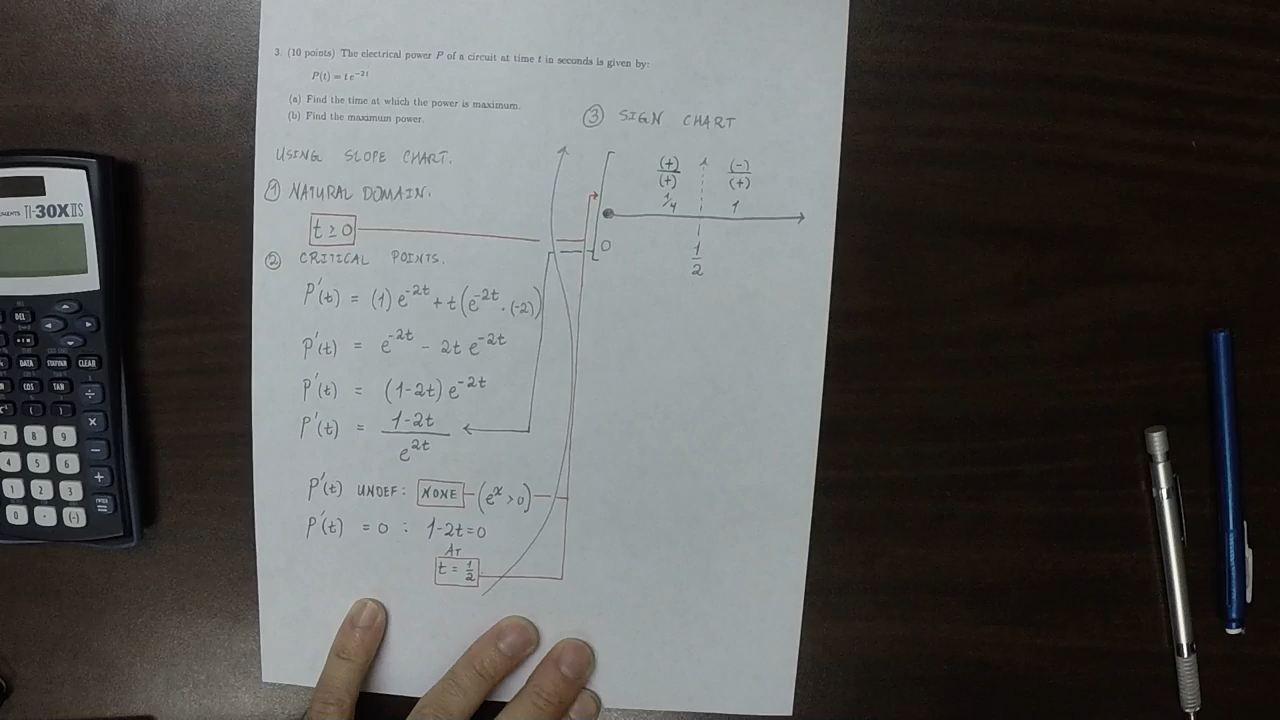 3. (10 points) The electrical power P of a circuit at time t in seconds is given by:
P(t) = t e^{-2t}
(a) Find the time at which the power is maximum.
(b) Find the maximum power.
USING SLOPE CHART.
① NATURAL DOMAIN.
t ≥ 0
② CRITICAL POINTS.
P'(t) = (1) e^{-2t} + t (e^{-2t} · (-2))
P'(t) = e^{-2t} - 2t e^{-2t}
P'(t) = (1-2t) e^{-2t}
P'(t) = \frac{1-2t}{e^{2t}}
P'(t) UNDEF: NONE (e^x > 0)
P'(t) = 0 : 1-2t=0
AT
t = 1/2
③ SIGN CHART
(+)/(+) (-)/(+)
1/4 1
0 1/2
TI-30X IIS
DEL
DATA STATVAR CLEAR
COS TAN ÷
( ) ×
7 8 9
4 5 6 −
1 2 3 +
0 . (-)